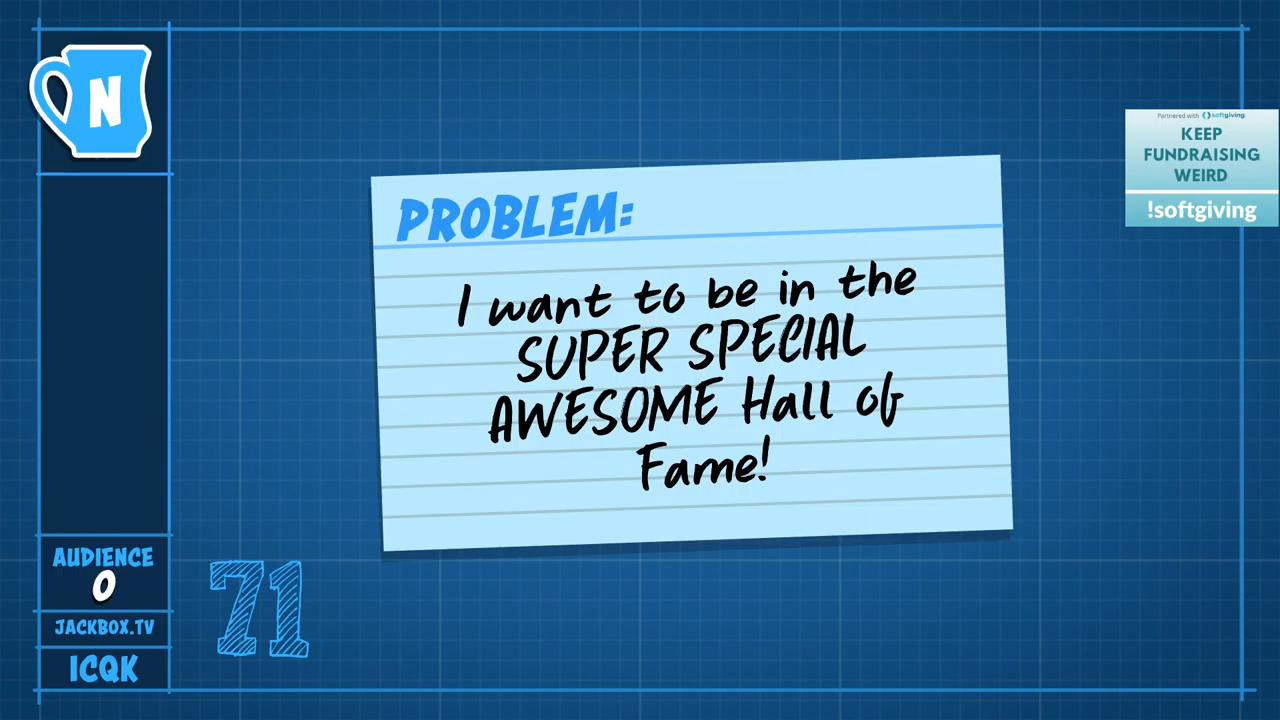 N
Partnered with softgiving
KEEP
FUNDRAISING
WEIRD
!softgiving
PROBLEM:
I want to be in the
SUPER SPECIAL
AWESOME Hall of
Fame!
AUDIENCE
0
JACKBOX.TV
ICQK
71